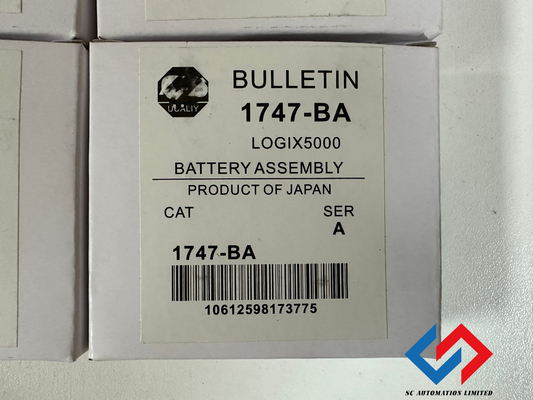 BULLETIN
1747-BA
LOGIX5000
BATTERY ASSEMBLY
PRODUCT OF JAPAN
CAT SER
A
1747-BA
10612598173775
SC AUTOMATION LIMITED